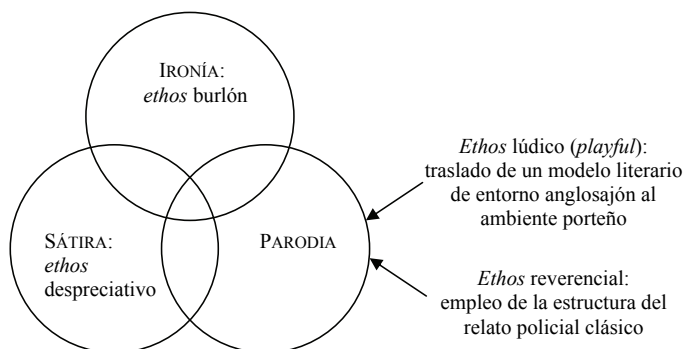 IRONÍA:
ethos burlón
SÁTIRA:
ethos
despreciativo
PARODIA
Ethos lúdico (playful):
traslado de un modelo literario
de entorno anglosajón al
ambiente porteño
Ethos reverencial:
empleo de la estructura del
relato policial clásico